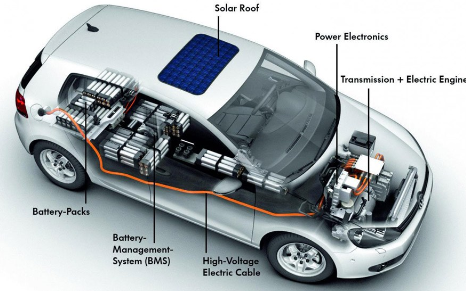 Solar Roof
Power Electronics
Transmission + Electric Engine
Battery-Packs
Battery-
Management-
System (BMS)
High-Voltage
Electric Cable